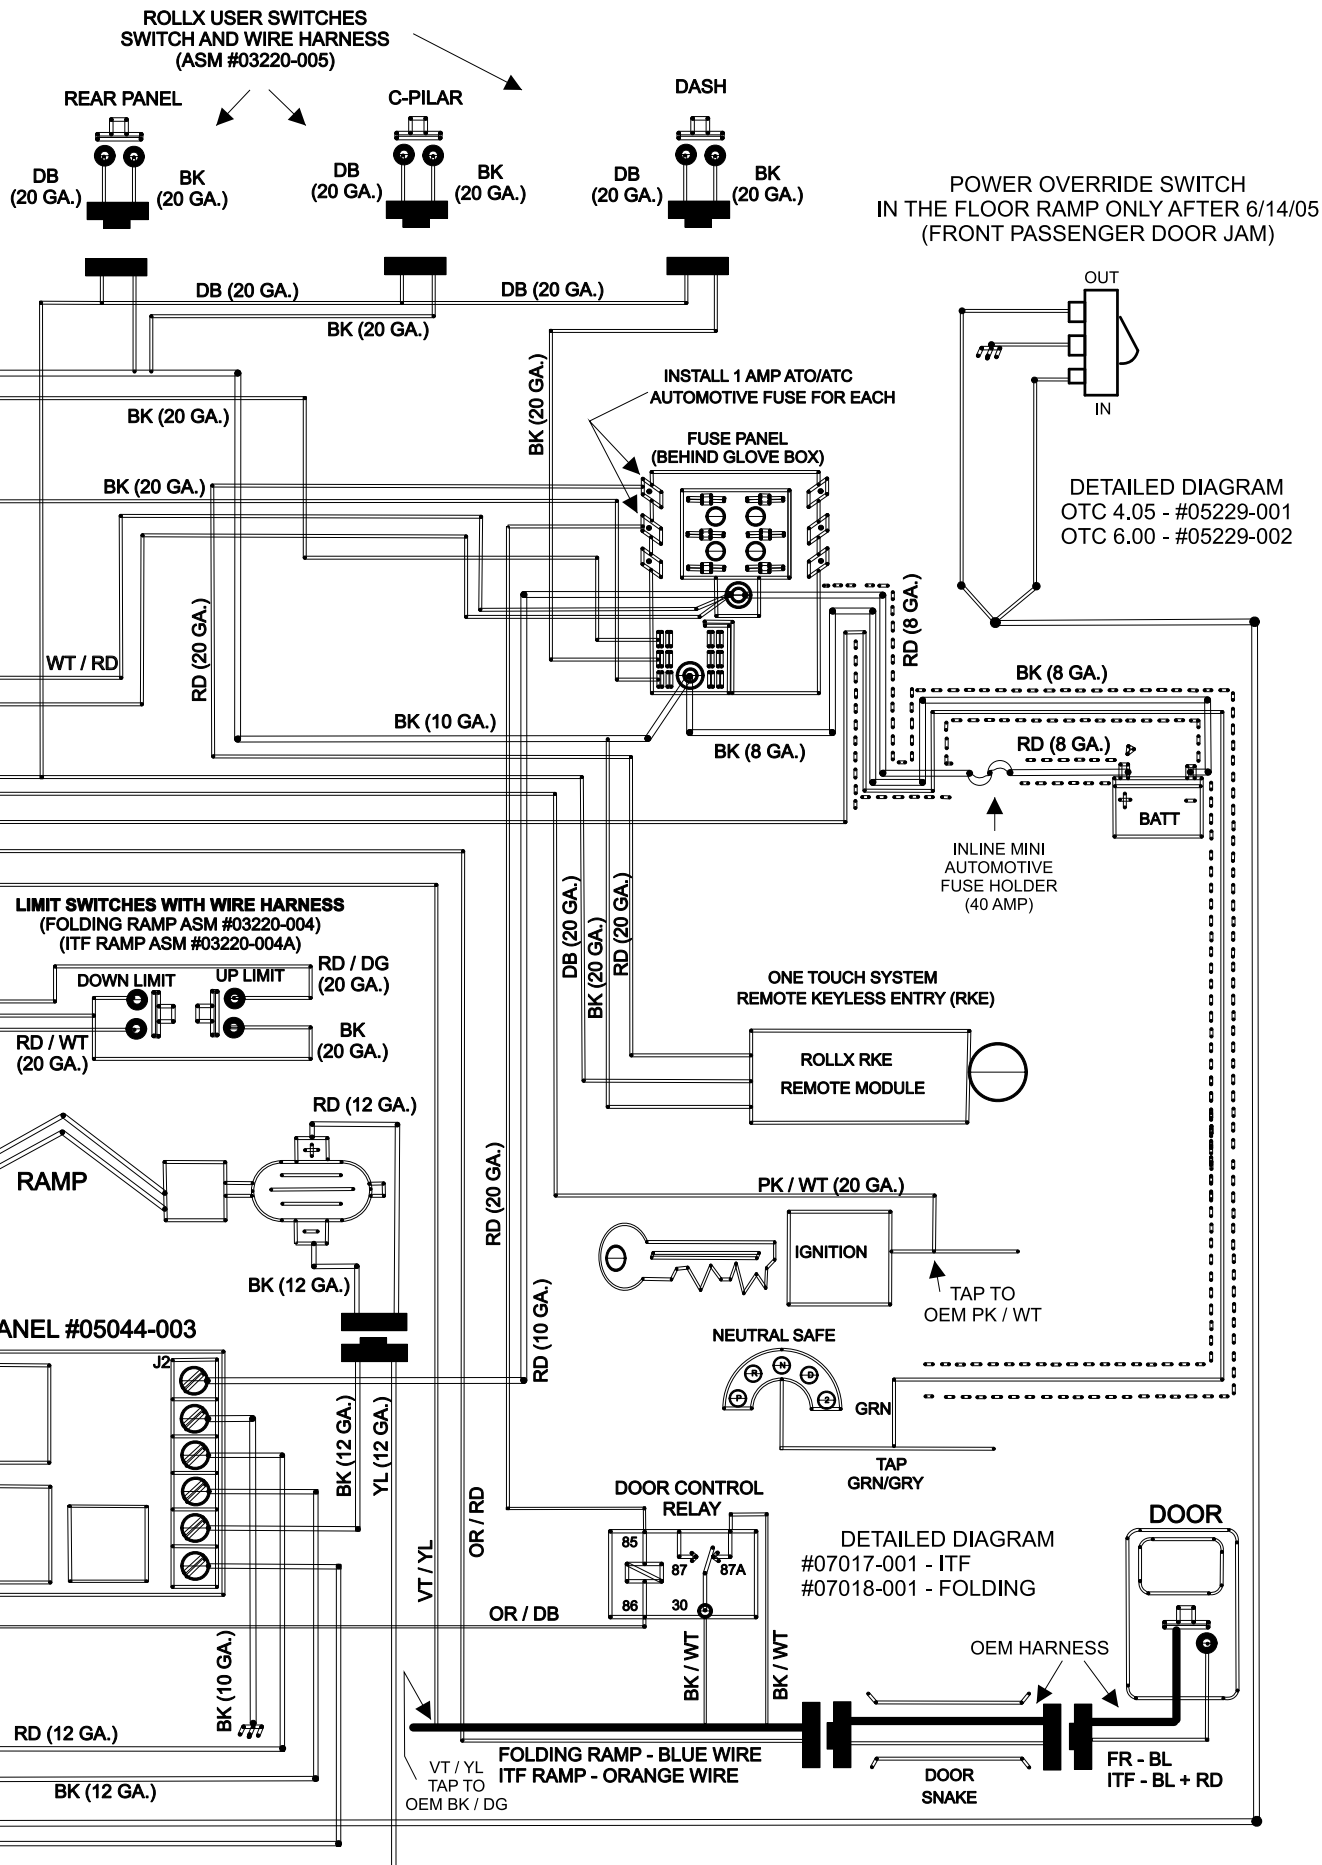 ROLLX USER SWITCHES
SWITCH AND WIRE HARNESS
(ASM #03220-005)
REAR PANEL
C-PILAR
DASH
DB
(20 GA.)
BK
(20 GA.)
DB
(20 GA.)
BK
(20 GA.)
DB
(20 GA.)
BK
(20 GA.)
POWER OVERRIDE SWITCH
IN THE FLOOR RAMP ONLY AFTER 6/14/05
(FRONT PASSENGER DOOR JAM)
OUT
IN
DB (20 GA.)
DB (20 GA.)
BK (20 GA.)
BK (20 GA.)
BK (20 GA.)
INSTALL 1 AMP ATO/ATC
AUTOMOTIVE FUSE FOR EACH
FUSE PANEL
(BEHIND GLOVE BOX)
BK (20 GA.)
DETAILED DIAGRAM
OTC 4.05 - #05229-001
OTC 6.00 - #05229-002
WT / RD
RD (20 GA.)
RD (8 GA.)
BK (8 GA.)
BK (10 GA.)
BK (8 GA.)
RD (8 GA.)
BATT
INLINE MINI
AUTOMOTIVE
FUSE HOLDER
(40 AMP)
LIMIT SWITCHES WITH WIRE HARNESS
(FOLDING RAMP ASM #03220-004)
(ITF RAMP ASM #03220-004A)
DOWN LIMIT
UP LIMIT
RD / DG
(20 GA.)
RD / WT
(20 GA.)
BK
(20 GA.)
DB (20 GA.)
BK (20 GA.)
RD (20 GA.)
ONE TOUCH SYSTEM
REMOTE KEYLESS ENTRY (RKE)
ROLLX RKE
REMOTE MODULE
RD (12 GA.)
RAMP
BK (12 GA.)
RD (20 GA.)
PK / WT (20 GA.)
IGNITION
TAP TO
OEM PK / WT
ANEL #05044-003
J2
RD (10 GA.)
NEUTRAL SAFE
P
R
N
D
2
GRN
TAP
GRN/GRY
BK (12 GA.)
YL (12 GA.)
VT / YL
OR / RD
DOOR CONTROL
RELAY
85
87
87A
86
30
OR / DB
DETAILED DIAGRAM
#07017-001 - ITF
#07018-001 - FOLDING
DOOR
BK / WT
BK / WT
OEM HARNESS
BK (10 GA.)
RD (12 GA.)
BK (12 GA.)
VT / YL
TAP TO
OEM BK / DG
FOLDING RAMP - BLUE WIRE
ITF RAMP - ORANGE WIRE
DOOR
SNAKE
FR - BL
ITF - BL + RD